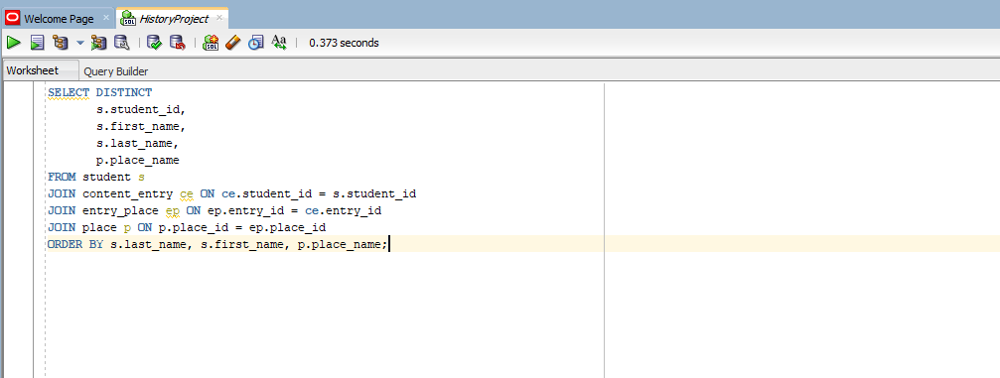 Welcome Page
HistoryProject
SQL
0.373 seconds
Worksheet
Query Builder
SELECT DISTINCT
s.student_id,
s.first_name,
s.last_name,
p.place_name
FROM student s
JOIN content_entry ce ON ce.student_id = s.student_id
JOIN entry_place ep ON ep.entry_id = ce.entry_id
JOIN place p ON p.place_id = ep.place_id
ORDER BY s.last_name, s.first_name, p.place_name;